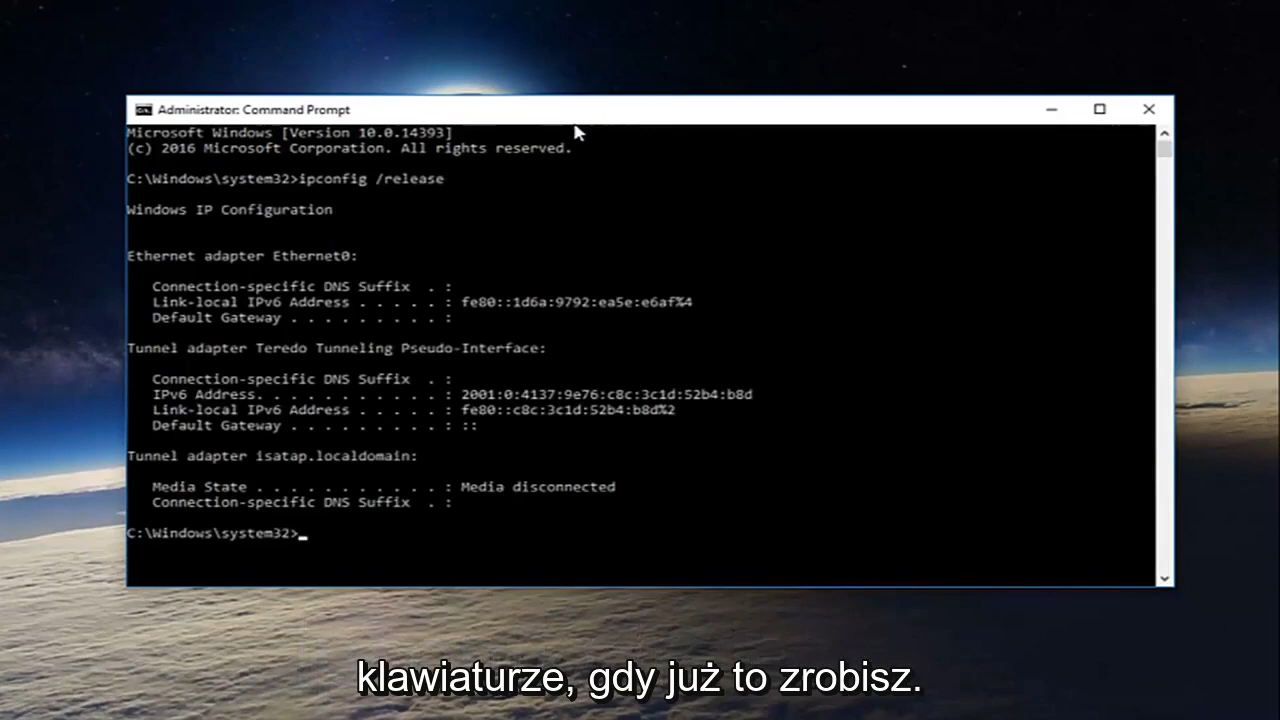 Administrator: Command Prompt
Microsoft Windows [Version 10.0.14393]
(c) 2016 Microsoft Corporation. All rights reserved.
C:\Windows\system32>ipconfig /release
Windows IP Configuration
Ethernet adapter Ethernet0:
Connection-specific DNS Suffix . :
Link-local IPv6 Address . . . . . : fe80::1d6a:9792:ea5e:e6af%4
Default Gateway . . . . . . . . . :
Tunnel adapter Teredo Tunneling Pseudo-Interface:
Connection-specific DNS Suffix . :
IPv6 Address. . . . . . . . . . . : 2001:0:4137:9e76:c8c:3c1d:52b4:b8d
Link-local IPv6 Address . . . . . : fe80::c8c:3c1d:52b4:b8d%2
Default Gateway . . . . . . . . . : ::
Tunnel adapter isatap.localdomain:
Media State . . . . . . . . . . . : Media disconnected
Connection-specific DNS Suffix . :
C:\Windows\system32>
klawiaturze, gdy już to zrobisz.